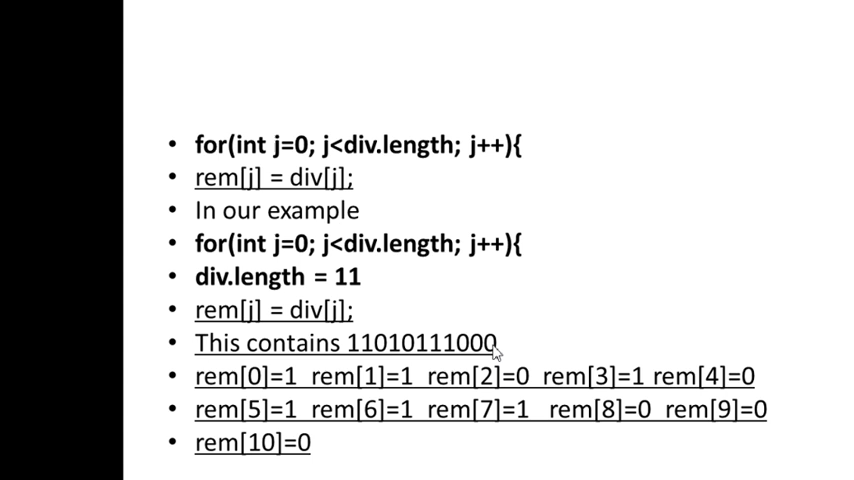 • for(int j=0; j<div.length; j++){
• rem[j] = div[j];
• In our example
• for(int j=0; j<div.length; j++){
• div.length = 11
• rem[j] = div[j];
• This contains 11010111000
• rem[0]=1 rem[1]=1 rem[2]=0 rem[3]=1 rem[4]=0
• rem[5]=1 rem[6]=1 rem[7]=1 rem[8]=0 rem[9]=0
• rem[10]=0